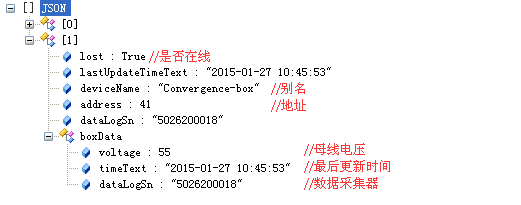 [] JSON
[0]
[1]
lost : True //是否在线
lastUpdateTimeText : "2015-01-27 10:45:53"
deviceName : "Convergence-box" //别名
address : 41 //地址
dataLogSn : "5026200018"
boxData
voltage : 55 //母线电压
timeText : "2015-01-27 10:45:53" //最后更新时间
dataLogSn : "5026200018" //数据采集器